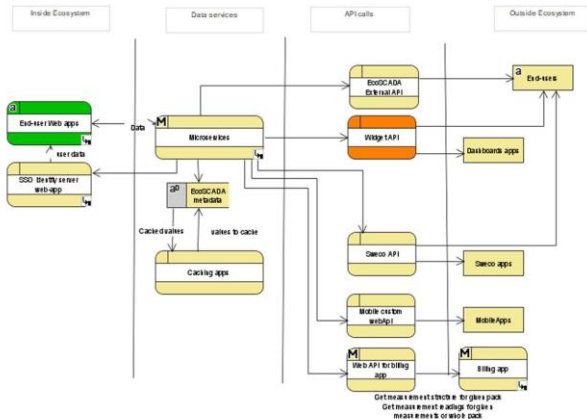 Inside Ecosystem
Data services
API calls
Outside Ecosystem
a
End-user Web apps
user data
SSO Identity server
web-app
Data
M
Microservices
a
EcoSCADA
metadata
Cached values
values to cache
Caching apps
EcoSCADA
External API
Widget API
Sweco API
Mobile custom
webApi
M
Web API for billing
app
a
End-users
Dashboards apps
Sweco apps
MobileApps
M
Billing app
Get measurement structure for given pack
Get measurement readings for given
measurements or whole pack